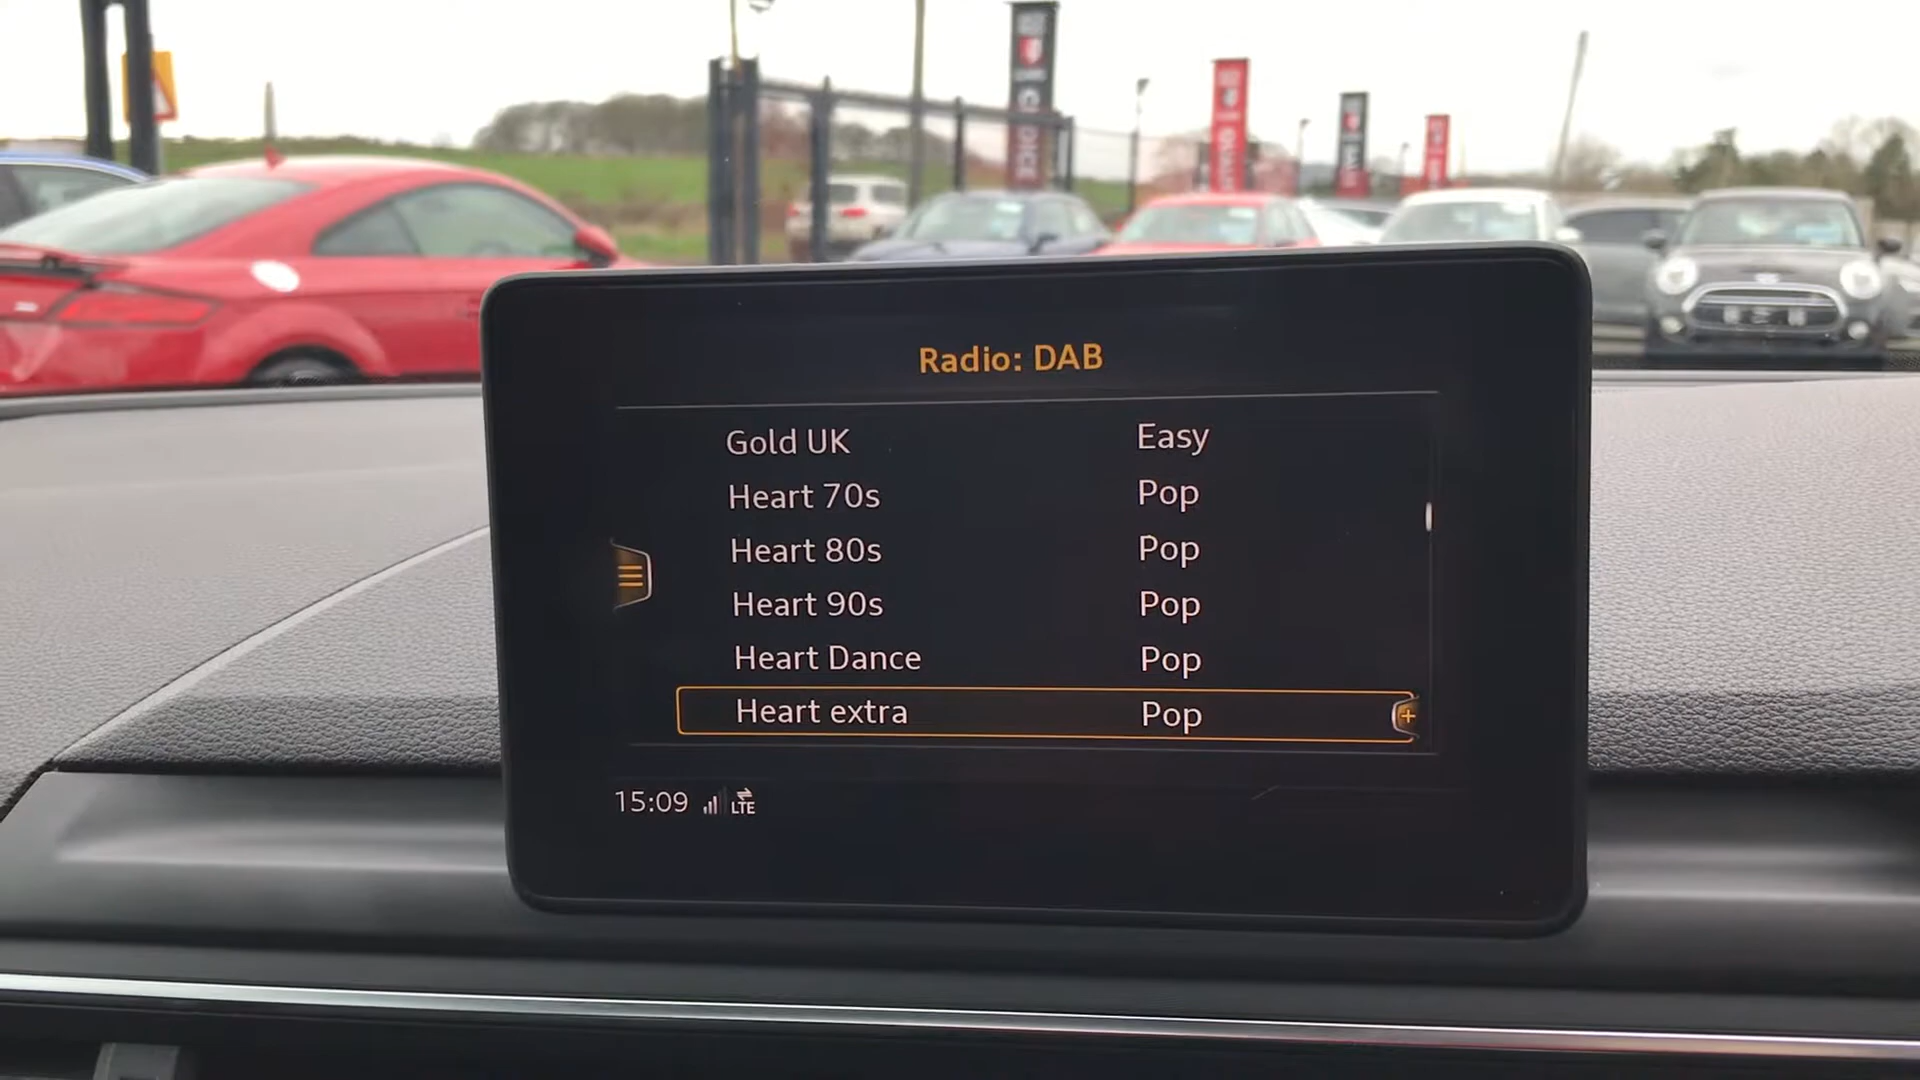 CHOICE
Radio: DAB
Gold UK Easy
Heart 70s Pop
Heart 80s Pop
Heart 90s Pop
Heart Dance Pop
Heart extra Pop
15:09 LTE